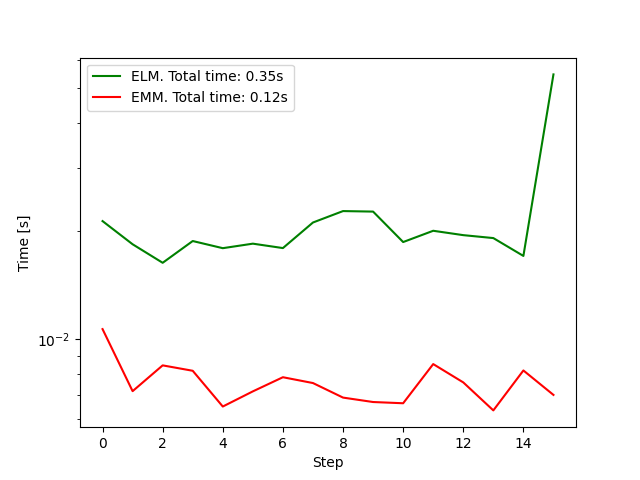 ELM. Total time: 0.35s
EMM. Total time: 0.12s
Time [s]
10⁻²
0 2 4 6 8 10 12 14
Step